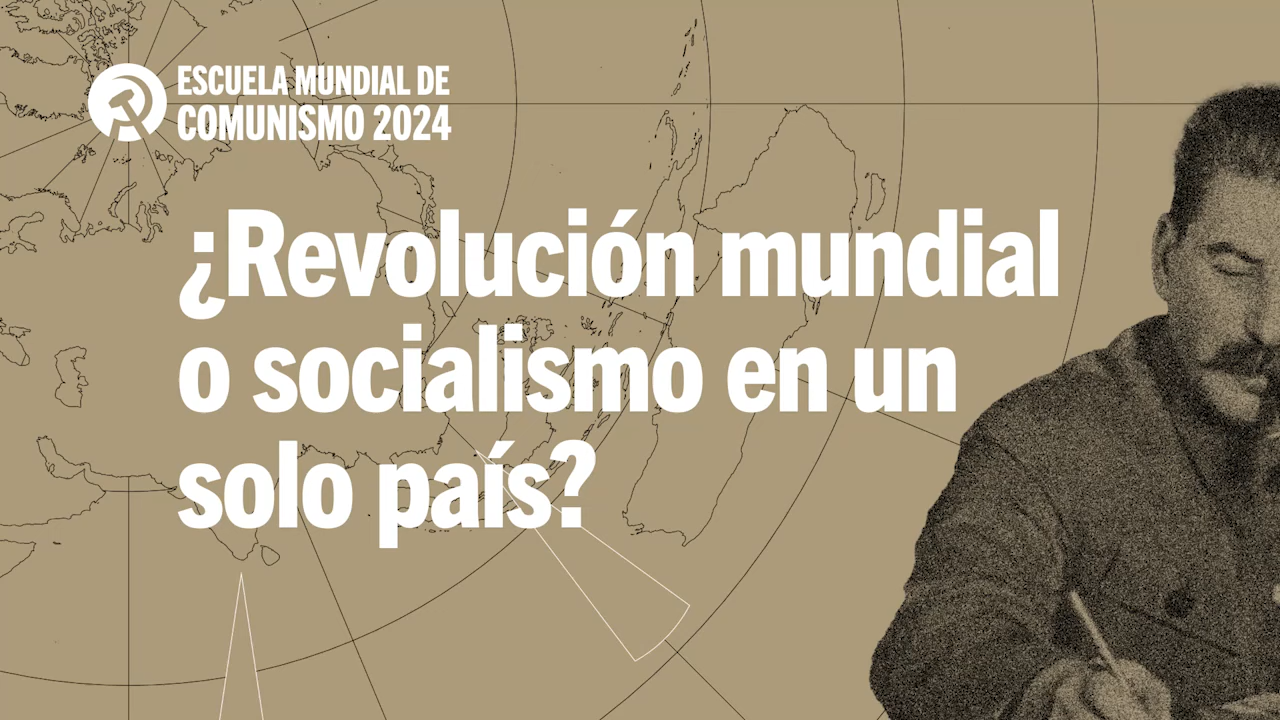 ESCUELA MUNDIAL DE
COMUNISMO 2024
¿Revolución mundial
o socialismo en un
solo país?